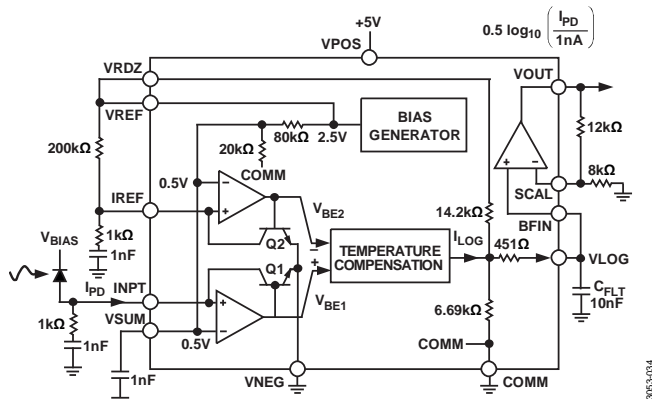 +5V
0.5 log10 (IPD
1nA)
VPOS
VRDZ
VOUT
VREF
BIAS
GENERATOR
80kΩ
2.5V
20kΩ
COMM
200kΩ
12kΩ
0.5V
8kΩ
SCAL
IREF
VBE2
14.2kΩ
BFIN
1kΩ
1nF
Q2
ILOG
451Ω
VLOG
VBIAS
TEMPERATURE
COMPENSATION
Q1
CFLT
10nF
IPD
INPT
VBE1
6.69kΩ
1kΩ
VSUM
0.5V
COMM
1nF
1nF
VNEG
COMM
3053-034